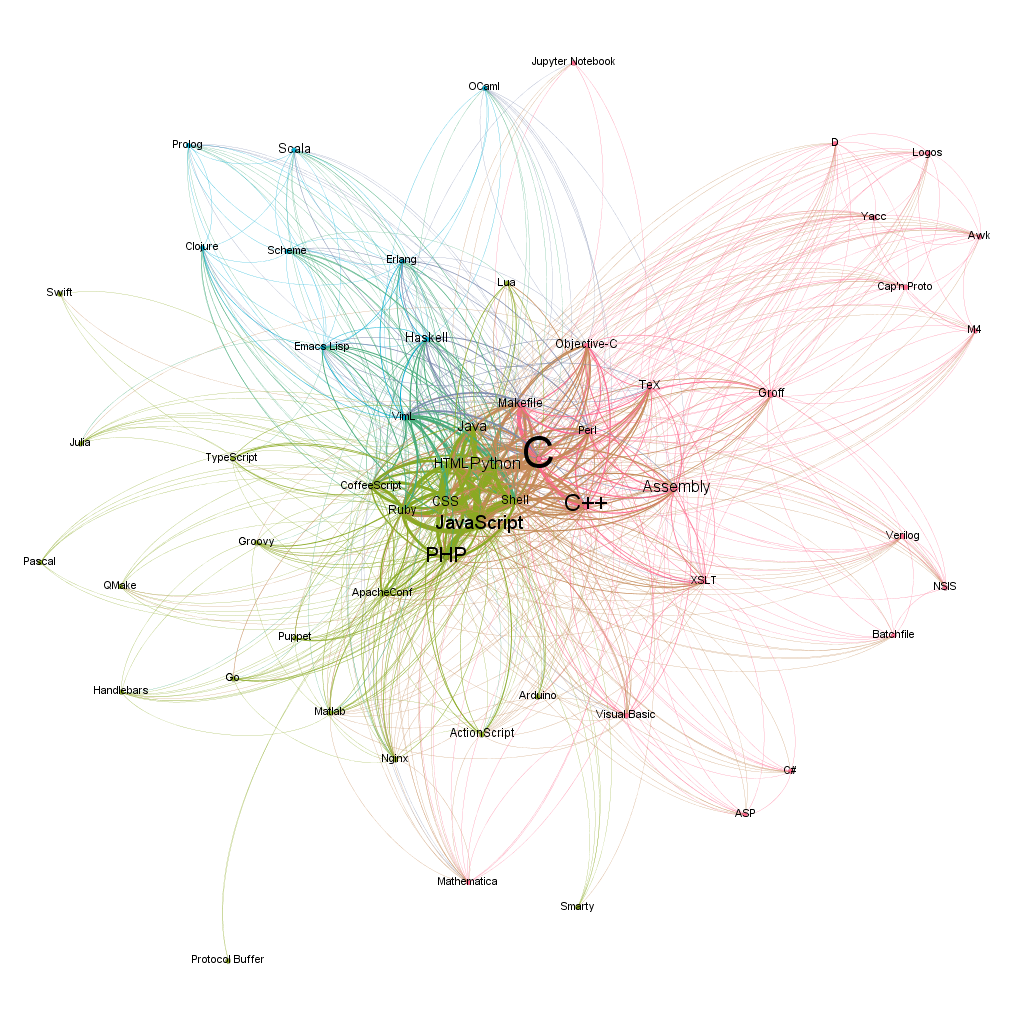 Jupyter Notebook
OCaml
Prolog
Scala
D
Logos
Yacc
Awk
Clojure
Scheme
Erlang
Lua
Cap'n Proto
Swift
M4
Emacs Lisp
Haskell
Objective-C
TeX
Groff
Makefile
VimL
Java
Perl
C
Julia
TypeScript
HTML
Python
CoffeeScript
Assembly
CSS
Shell
C++
Ruby
JavaScript
Verilog
Groovy
PHP
Pascal
QMake
ApacheConf
XSLT
NSIS
Puppet
Batchfile
Go
Handlebars
Arduino
Matlab
Visual Basic
ActionScript
Nginx
C#
ASP
Mathematica
Smarty
Protocol Buffer